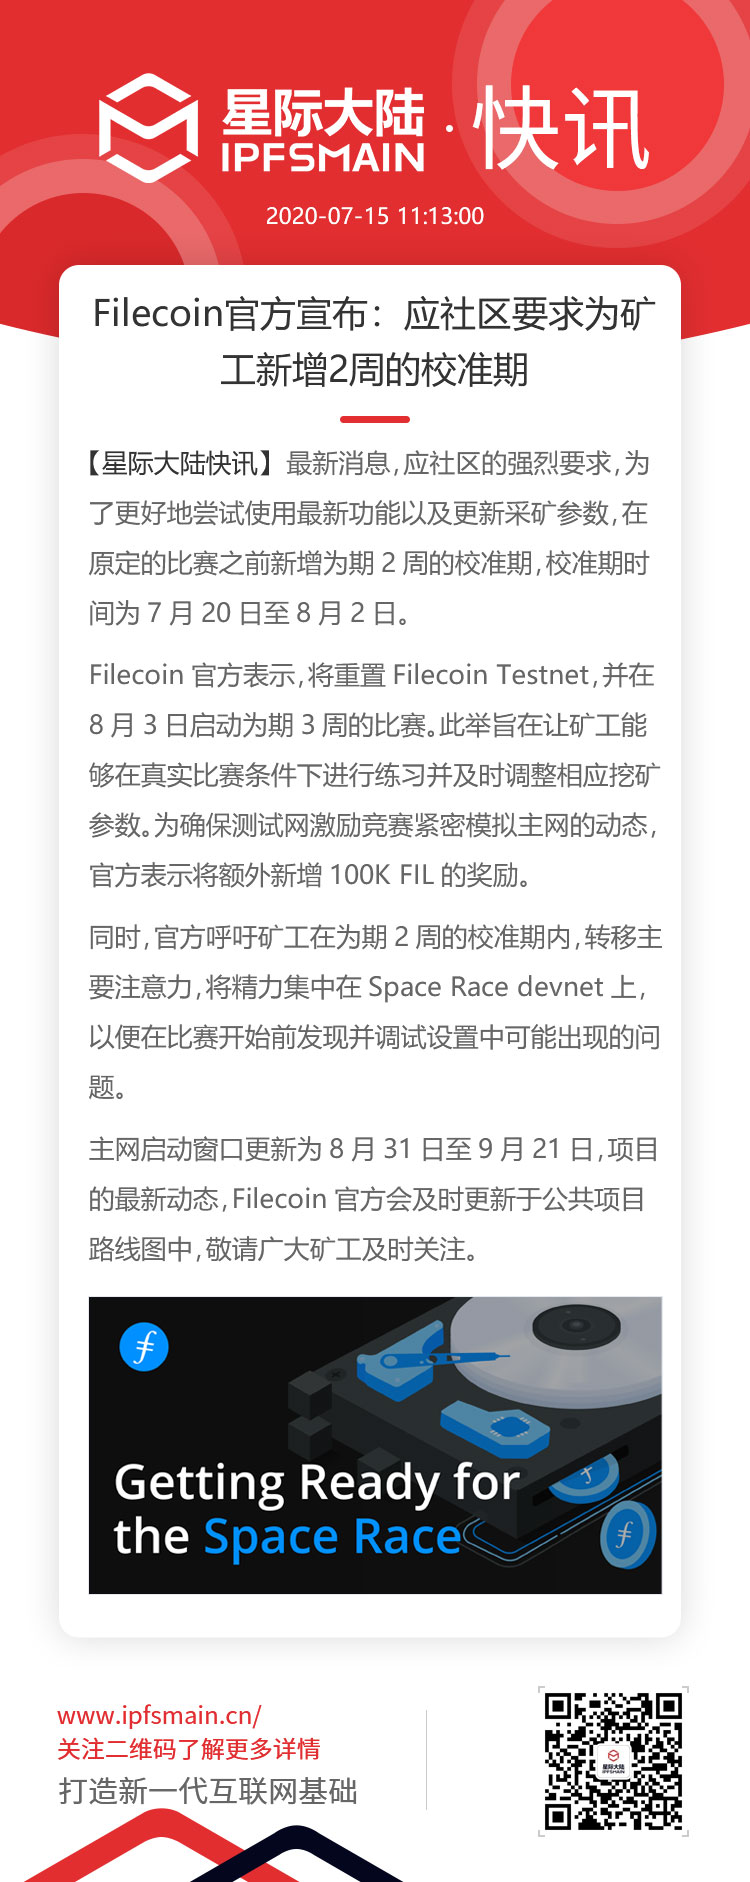 星际大陆
IPFSMAIN
· 快讯
2020-07-15 11:13:00
Filecoin官方宣布：应社区要求为矿
工新增2周的校准期
【星际大陆快讯】最新消息,应社区的强烈要求,为
了更好地尝试使用最新功能以及更新采矿参数,在
原定的比赛之前新增为期 2 周的校准期,校准期时
间为 7 月 20 日至 8 月 2 日。
Filecoin 官方表示,将重置 Filecoin Testnet,并在
8 月 3 日启动为期 3 周的比赛。此举旨在让矿工能
够在真实比赛条件下进行练习并及时调整相应挖矿
参数。为确保测试网激励竞赛紧密模拟主网的动态,
官方表示将额外新增 100K FIL 的奖励。
同时,官方呼吁矿工在为期 2 周的校准期内,转移主
要注意力,将精力集中在 Space Race devnet 上,
以便在比赛开始前发现并调试设置中可能出现的问
题。
主网启动窗口更新为 8 月 31 日至 9 月 21 日,项目
的最新动态,Filecoin 官方会及时更新于公共项目
路线图中,敬请广大矿工及时关注。
Getting Ready for
the Space Race
www.ipfsmain.cn/
关注二维码了解更多详情
打造新一代互联网基础
星际大陆
IPFSMAIN